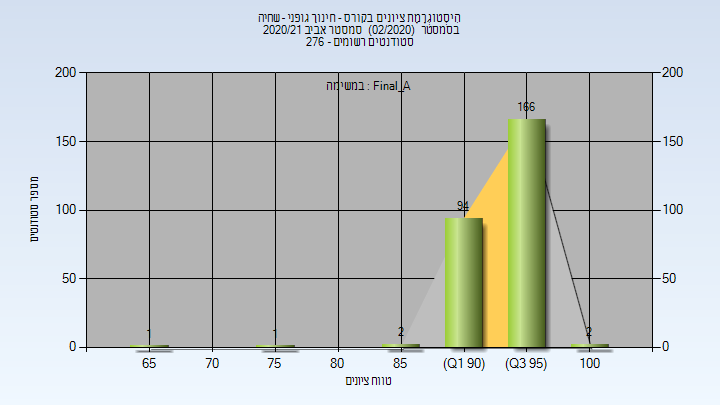 היסטוגרמת ציונים בקורס - חינוך גופני - שחיה
בסמסטר (02/2020) סמסטר אביב 2020/21
סטודנטים רשומים - 276
במשימה : Final_A
200 200
150 150
100 100
50 50
0 0
1 1 2 94 166 2
65 70 75 80 85 (Q1 90) (Q3 95) 100
מספר סטודנטים
טווח ציונים